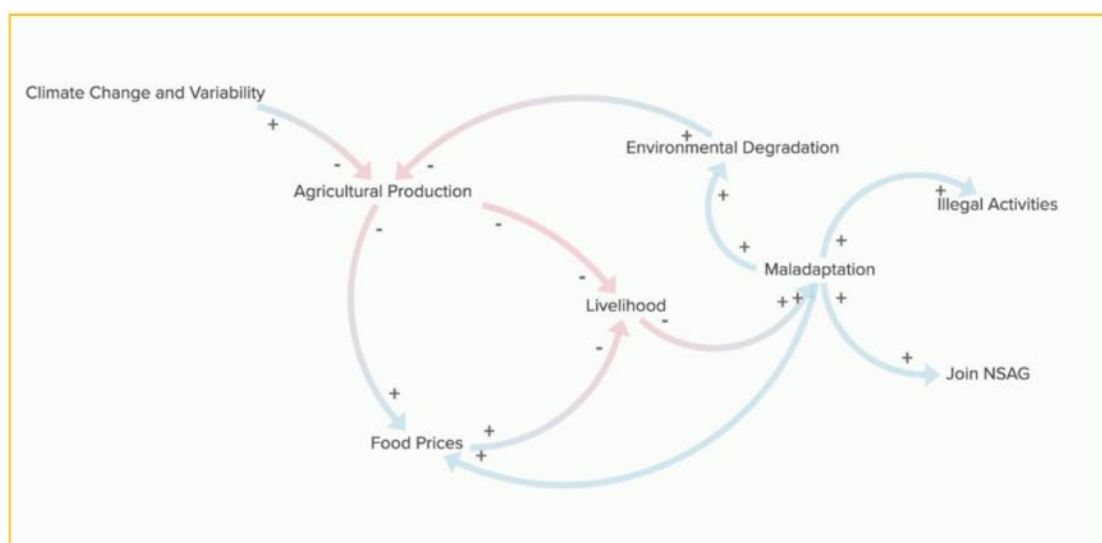 Climate Change and Variability
+
-
-
+
Environmental Degradation
Agricultural Production
-
-
+
+
+
Illegal Activities
+
Maladaptation
-
Livelihood
-
+
+
+
-
+
Join NSAG
+
+
Food Prices
+